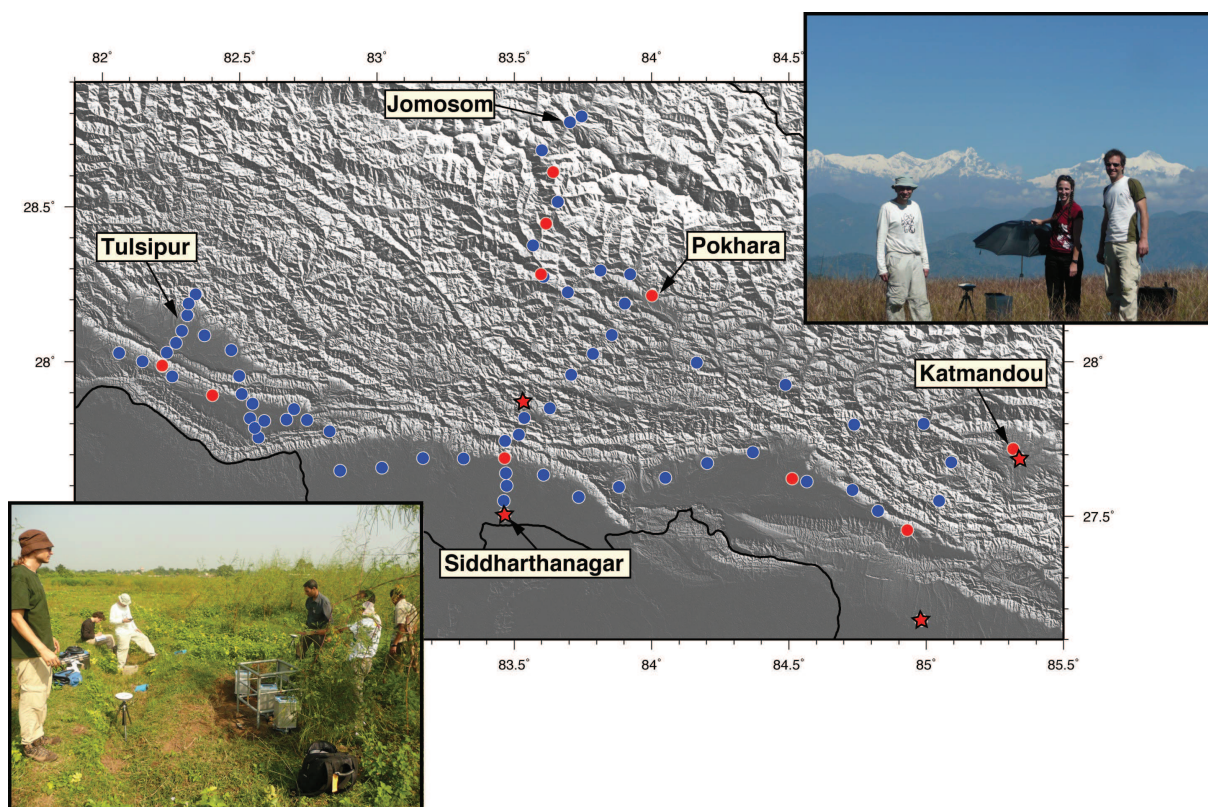 82˚ 82.5˚ 83˚ 83.5˚ 84˚ 84.5˚
Jomosom
28.5˚
Tulsipur
Pokhara
28˚ 28˚
Katmandou
27.5˚
Siddharthanagar
83.5˚ 84˚ 84.5˚ 85˚ 85.5˚